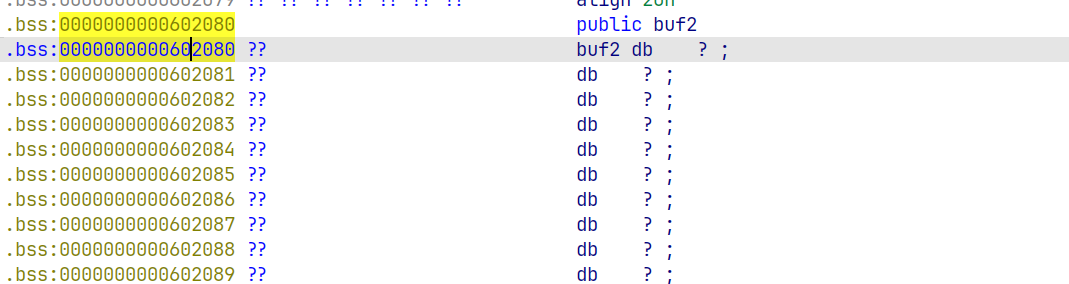 .bss:0000000000602079 ?? ?? ?? ?? ?? ?? ?? align 20h
.bss:0000000000602080 public buf2
.bss:0000000000602080 ?? buf2 db ? ;
.bss:0000000000602081 ?? db ? ;
.bss:0000000000602082 ?? db ? ;
.bss:0000000000602083 ?? db ? ;
.bss:0000000000602084 ?? db ? ;
.bss:0000000000602085 ?? db ? ;
.bss:0000000000602086 ?? db ? ;
.bss:0000000000602087 ?? db ? ;
.bss:0000000000602088 ?? db ? ;
.bss:0000000000602089 ?? db ? ;